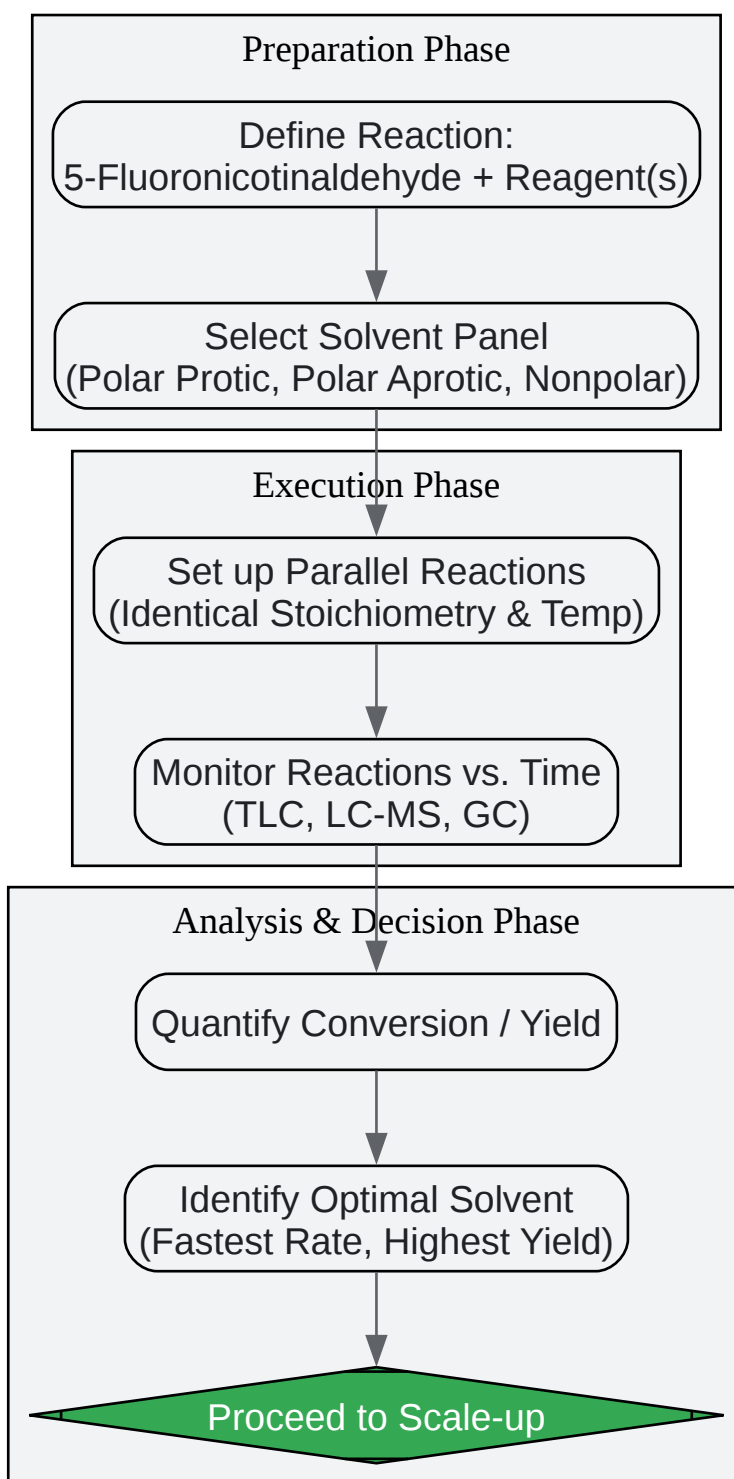 Preparation Phase
Define Reaction:
5-Fluoronicotinaldehyde + Reagent(s)
Select Solvent Panel
(Polar Protic, Polar Aprotic, Nonpolar)
Execution Phase
Set up Parallel Reactions
(Identical Stoichiometry & Temp)
Monitor Reactions vs. Time
(TLC, LC-MS, GC)
Analysis & Decision Phase
Quantify Conversion / Yield
Identify Optimal Solvent
(Fastest Rate, Highest Yield)
Proceed to Scale-up